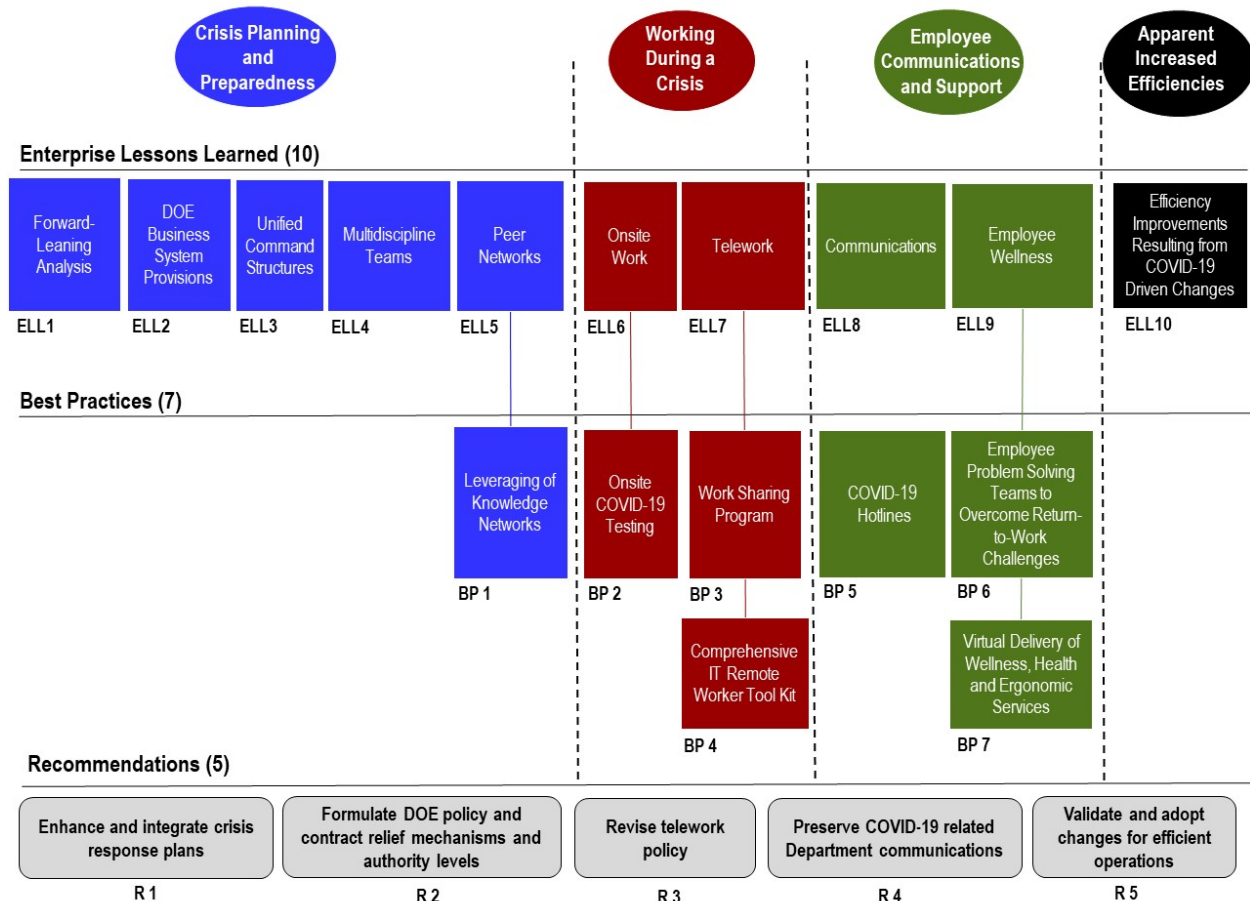 Crisis Planning
and
Preparedness
Working
During a
Crisis
Employee
Communications
and Support
Apparent
Increased
Efficiencies
Enterprise Lessons Learned (10)
Forward-
Leaning
Analysis
DOE
Business
System
Provisions
Unified
Command
Structures
Multidiscipline
Teams
Peer
Networks
Onsite
Work
Telework
Communications
Employee
Wellness
Efficiency
Improvements
Resulting from
COVID-19
Driven Changes
ELL1
ELL2
ELL3
ELL4
ELL5
ELL6
ELL7
ELL8
ELL9
ELL10
Best Practices (7)
Leveraging of
Knowledge
Networks
Onsite
COVID-19
Testing
Work Sharing
Program
COVID-19
Hotlines
Employee
Problem Solving
Teams to
Overcome Return-
to-Work
Challenges
BP 1
BP 2
BP 3
BP 5
BP 6
Comprehensive
IT Remote
Worker Tool Kit
Virtual Delivery of
Wellness, Health
and Ergonomic
Services
BP 4
BP 7
Recommendations (5)
Enhance and integrate crisis
response plans
Formulate DOE policy and
contract relief mechanisms and
authority levels
Revise telework
policy
Preserve COVID-19 related
Department communications
Validate and adopt
changes for efficient
operations
R 1
R 2
R 3
R 4
R 5